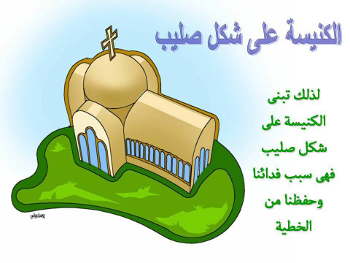 الكنيسة على شكل صليب
لذلك تبنى
الكنيسة على
شكل صليب
فهى سبب فدائنا
وحفظنا من
الخطية